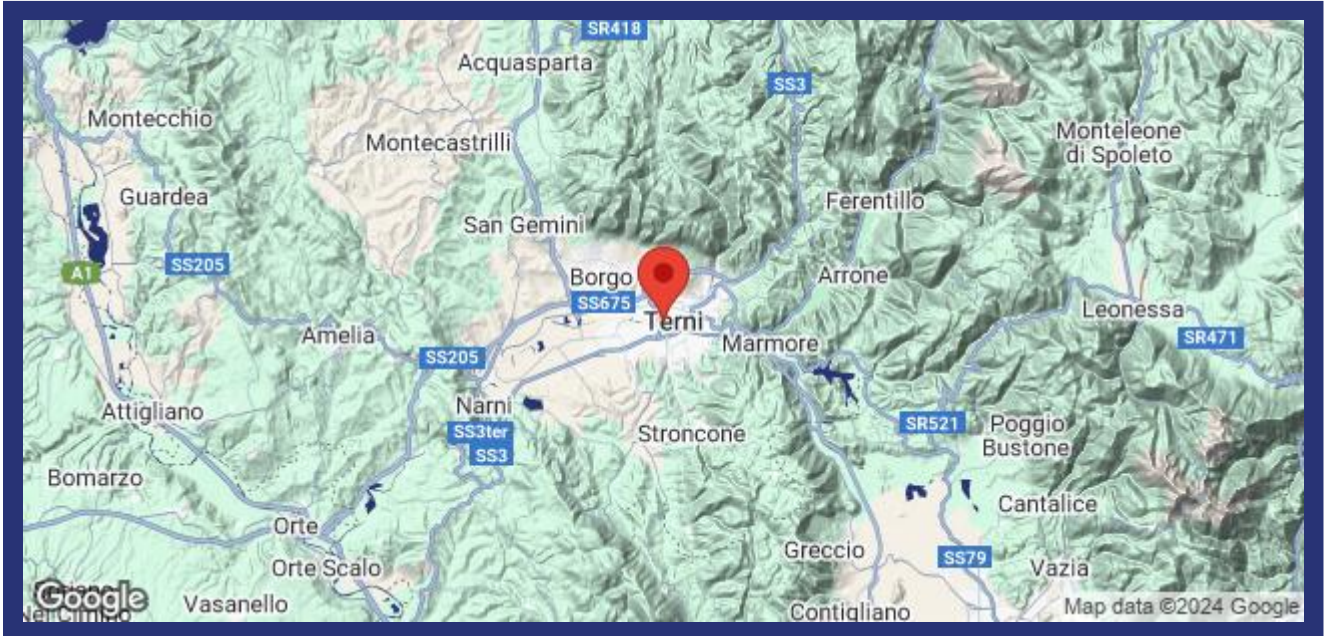 SR418
Acquasparta
SS3
Montecchio
Montecastrilli
Monteleone
di Spoleto
Guardea
Ferentillo
San Gemini
A1
SS205
Borgo
Arrone
SS675
Terni
Leonessa
Amelia
Marmore
SR471
SS205
Attigliano
Narni
SR521
Poggio
Bustone
SS3ter
Stroncone
SS3
Bomarzo
Cantalice
Orte
Greccio
SS79
Orte Scalo
Vazia
Google
Vasanello
Contigliano
Map data ©2024 Google
nel Cimino